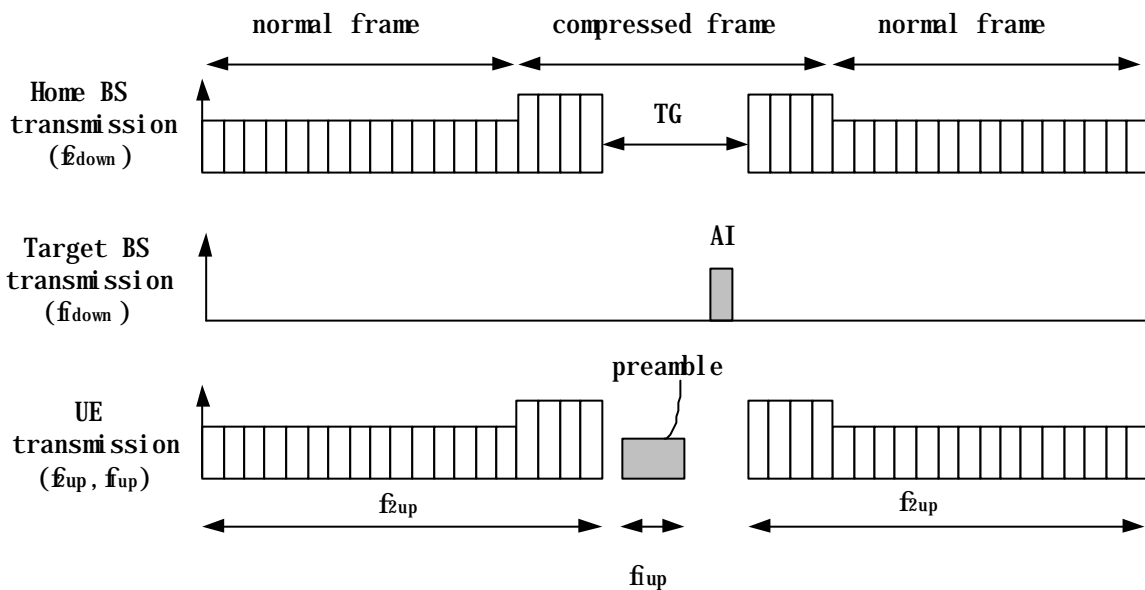 normal frame compressed frame normal frame
Home BS
transmission
(f2down)
TG
Target BS
transmission
(f1down)
AI
preamble
UE
transmission
(f2up, f1up)
f2up
f2up
f1up